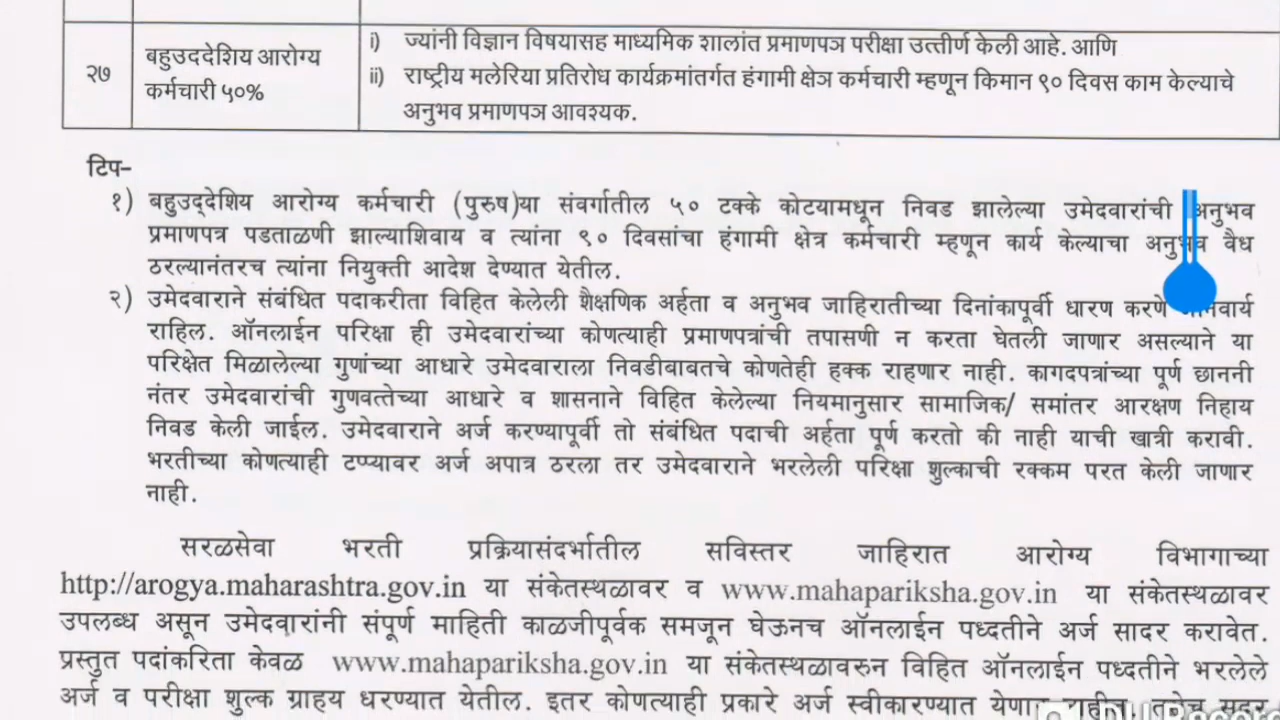 २७
बहुउददेशिय आरोग्य
कर्मचारी ५०%
i) ज्यांनी विज्ञान विषयासह माध्यमिक शालांत प्रमाणपञ परीक्षा उत्तीर्ण केली आहे. आणि
ii) राष्ट्रीय मलेरिया प्रतिरोध कार्यक्रमांतर्गत हंगामी क्षेञ कर्मचारी म्हणून किमान ९० दिवस काम केल्याचे
अनुभव प्रमाणपञ आवश्यक.
टिप–
१) बहुउद्देशिय आरोग्य कर्मचारी (पुरुष)या संवर्गातील ५० टक्के कोटयामधून निवड झालेल्या उमेदवारांची अनुभव
प्रमाणपत्र पडताळणी झाल्याशिवाय व त्यांना ९० दिवसांचा हंगामी क्षेत्र कर्मचारी म्हणून कार्य केल्याचा अनुभव वैध
ठरल्यानंतरच त्यांना नियुक्ती आदेश देण्यात येतील.
२) उमेदवाराने संबंधित पदाकरीता विहित केलेली शैक्षणिक अर्हता व अनुभव जाहिरातीच्या दिनांकापूर्वी धारण करणे
राहिल. ऑनलाईन परिक्षा ही उमेदवारांच्या कोणत्याही प्रमाणपत्रांची तपासणी न करता घेतली जाणार असल्याने या
परिक्षेत मिळालेल्या गुणांच्या आधारे उमेदवाराला निवडीबाबतचे कोणतेही हक्क राहणार नाही. कागदपत्रांच्या पूर्ण छाननी
नंतर उमेदवारांची गुणवत्तेच्या आधारे व शासनाने विहित केलेल्या नियमानुसार सामाजिक/ समांतर आरक्षण निहाय
निवड केली जाईल. उमेदवाराने अर्ज करण्यापूर्वी तो संबंधित पदाची अर्हता पूर्ण करतो की नाही याची खात्री करावी.
भरतीच्या कोणत्याही टप्प्यावर अर्ज अपात्र ठरला तर उमेदवाराने भरलेली परिक्षा शुल्काची रक्कम परत केली जाणार
नाही.
सरळसेवा भरती प्रक्रियासंदर्भातील सविस्तर जाहिरात आरोग्य विभागाच्या
http://arogya.maharashtra.gov.in या संकेतस्थळावर व www.mahapariksha.gov.in या संकेतस्थळावर
उपलब्ध असून उमेदवारांनी संपूर्ण माहिती काळजीपूर्वक समजून घेऊनच ऑनलाईन पध्दतीने अर्ज सादर करावेत.
प्रस्तुत पदांकरिता केवळ www.mahapariksha.gov.in या संकेतस्थळावरुन विहित ऑनलाईन पध्दतीने भरलेले
अर्ज व परीक्षा शुल्क ग्राहय धरण्यात येतील. इतर कोणत्याही प्रकारे अर्ज स्वीकारण्यात येणार